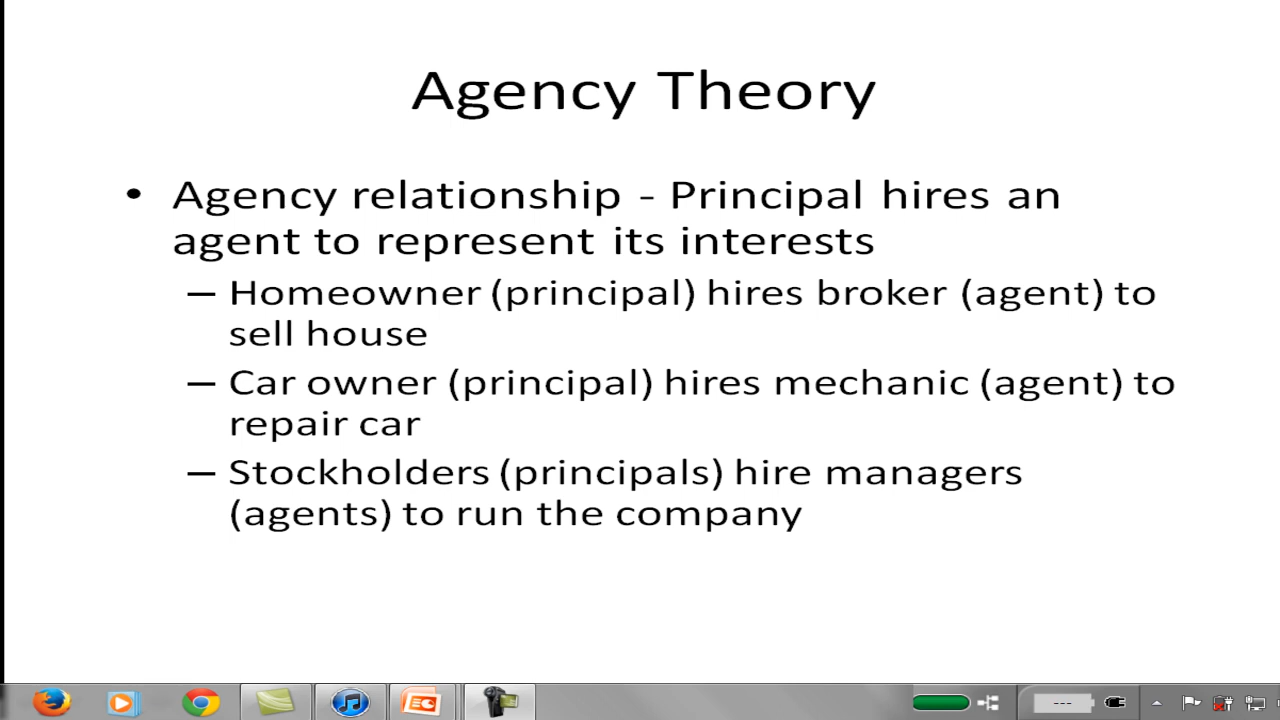 Agency Theory
• Agency relationship - Principal hires an
agent to represent its interests
– Homeowner (principal) hires broker (agent) to
sell house
– Car owner (principal) hires mechanic (agent) to
repair car
– Stockholders (principals) hire managers
(agents) to run the company
---